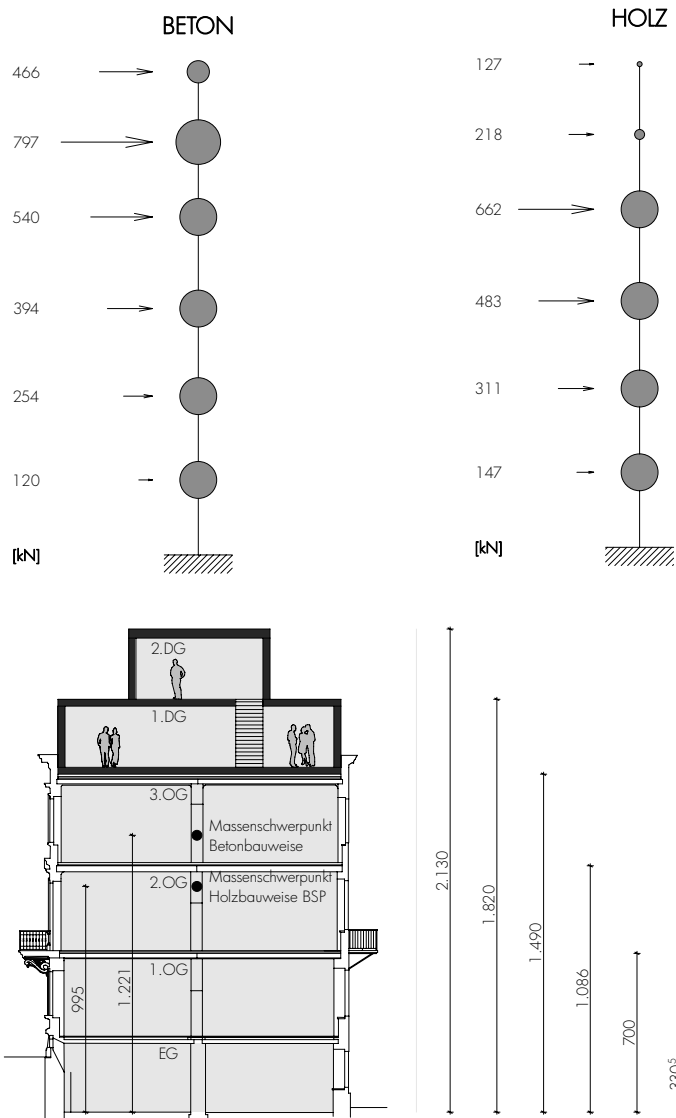 BETON
466
797
540
394
254
120
[kN]
HOLZ
127
218
662
483
311
147
[kN]
2.DG
1.DG
3.OG
Massenschwerpunkt
Betonbauweise
2.OG
Massenschwerpunkt
Holzbauweise BSP
1.OG
EG
995
1.221
2.130
1.820
1.490
1.086
700
330⁵